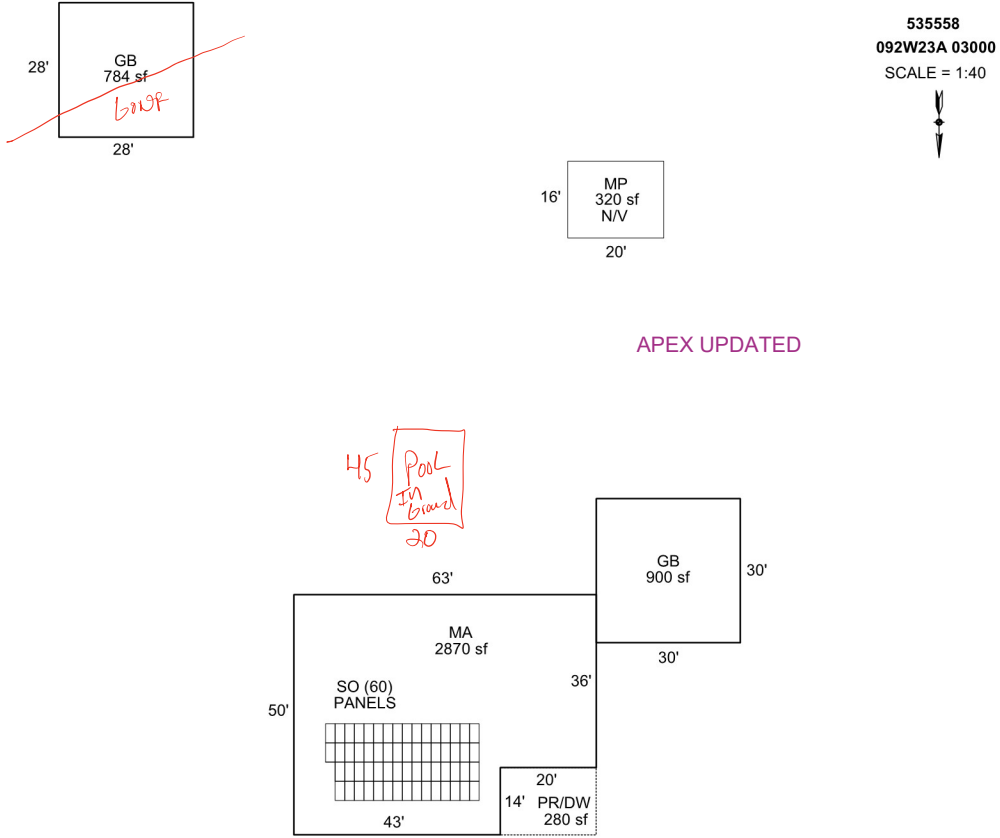 535558
092W23A 03000
SCALE = 1:40
28'
GB
784 sf
GONE
28'
16'
MP
320 sf
N/V
20'
APEX UPDATED
45
POOL
In
Ground
20
63'
GB
900 sf
30'
30'
MA
2870 sf
36'
SO (60)
PANELS
50'
20'
14' PR/DW
280 sf
43'